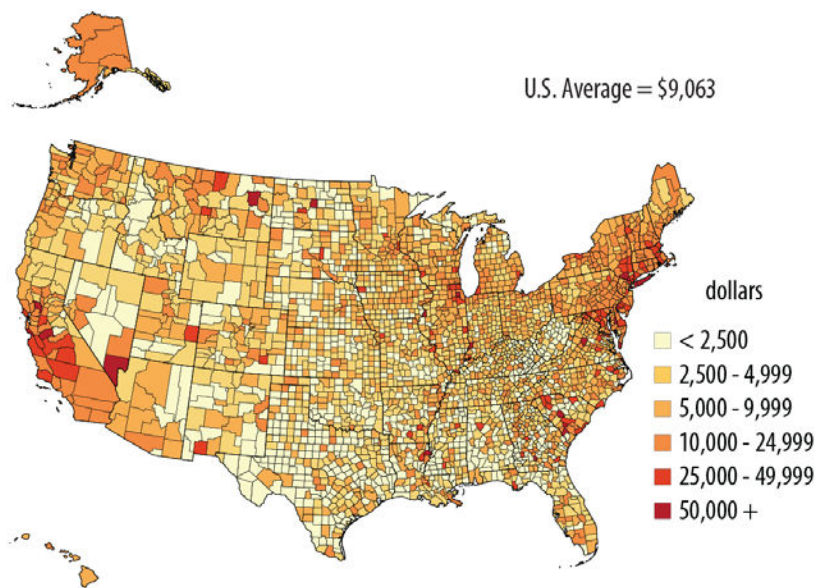 U.S. Average = $9,063
dollars
< 2,500
2,500 - 4,999
5,000 - 9,999
10,000 - 24,999
25,000 - 49,999
50,000 +